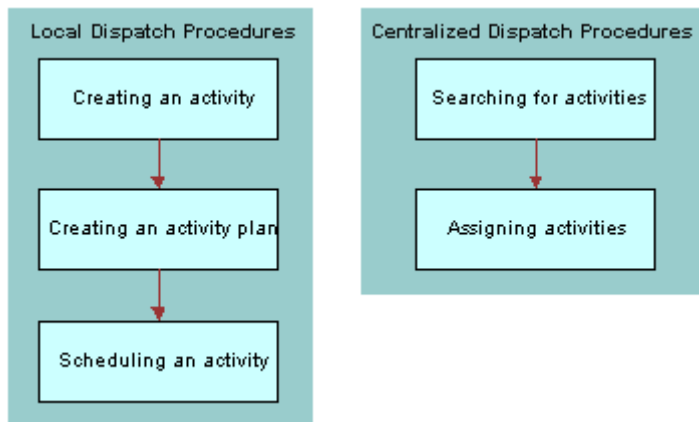 Local Dispatch Procedures
Creating an activity
Creating an activity plan
Scheduling an activity
Centralized Dispatch Procedures
Searching for activities
Assigning activities